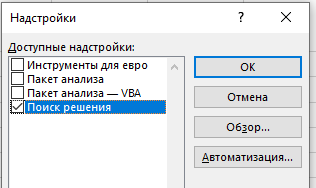 Надстройки
Доступные надстройки:
Инструменты для евро
Пакет анализа
Пакет анализа — VBA
Поиск решения
ОК
Отмена
Обзор...
Автоматизация...